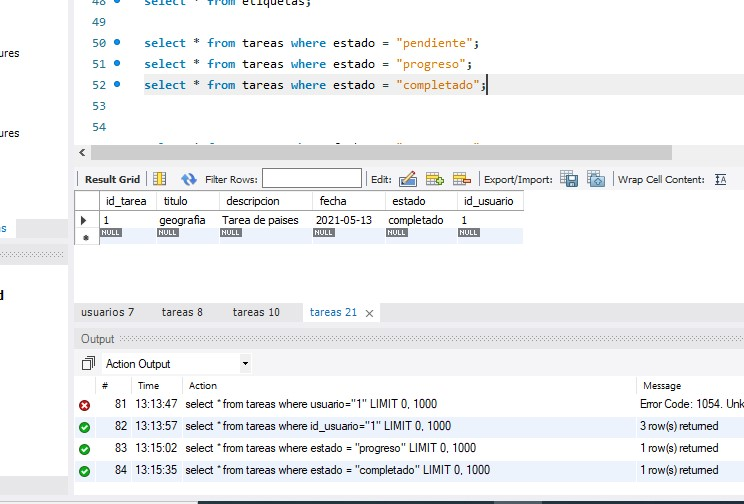 48 select * from etiquetas;
49
ures
50 select * from tareas where estado = "pendiente";
51 select * from tareas where estado = "progreso";
52 select * from tareas where estado = "completado";
53
54
ures
Result Grid Filter Rows: Edit: Export/Import: Wrap Cell Content:
id_tarea titulo descripcion fecha estado id_usuario
1 geografia Tarea de paises 2021-05-13 completado 1
NULL NULL NULL NULL NULL NULL
s
d
usuarios 7 tareas 8 tareas 10 tareas 21
Output
Action Output
# Time Action Message
81 13:13:47 select * from tareas where usuario="1" LIMIT 0, 1000 Error Code: 1054. Unk
82 13:13:57 select * from tareas where id_usuario="1" LIMIT 0, 1000 3 row(s) returned
83 13:15:02 select * from tareas where estado = "progreso" LIMIT 0, 1000 1 row(s) returned
84 13:15:35 select * from tareas where estado = "completado" LIMIT 0, 1000 1 row(s) returned